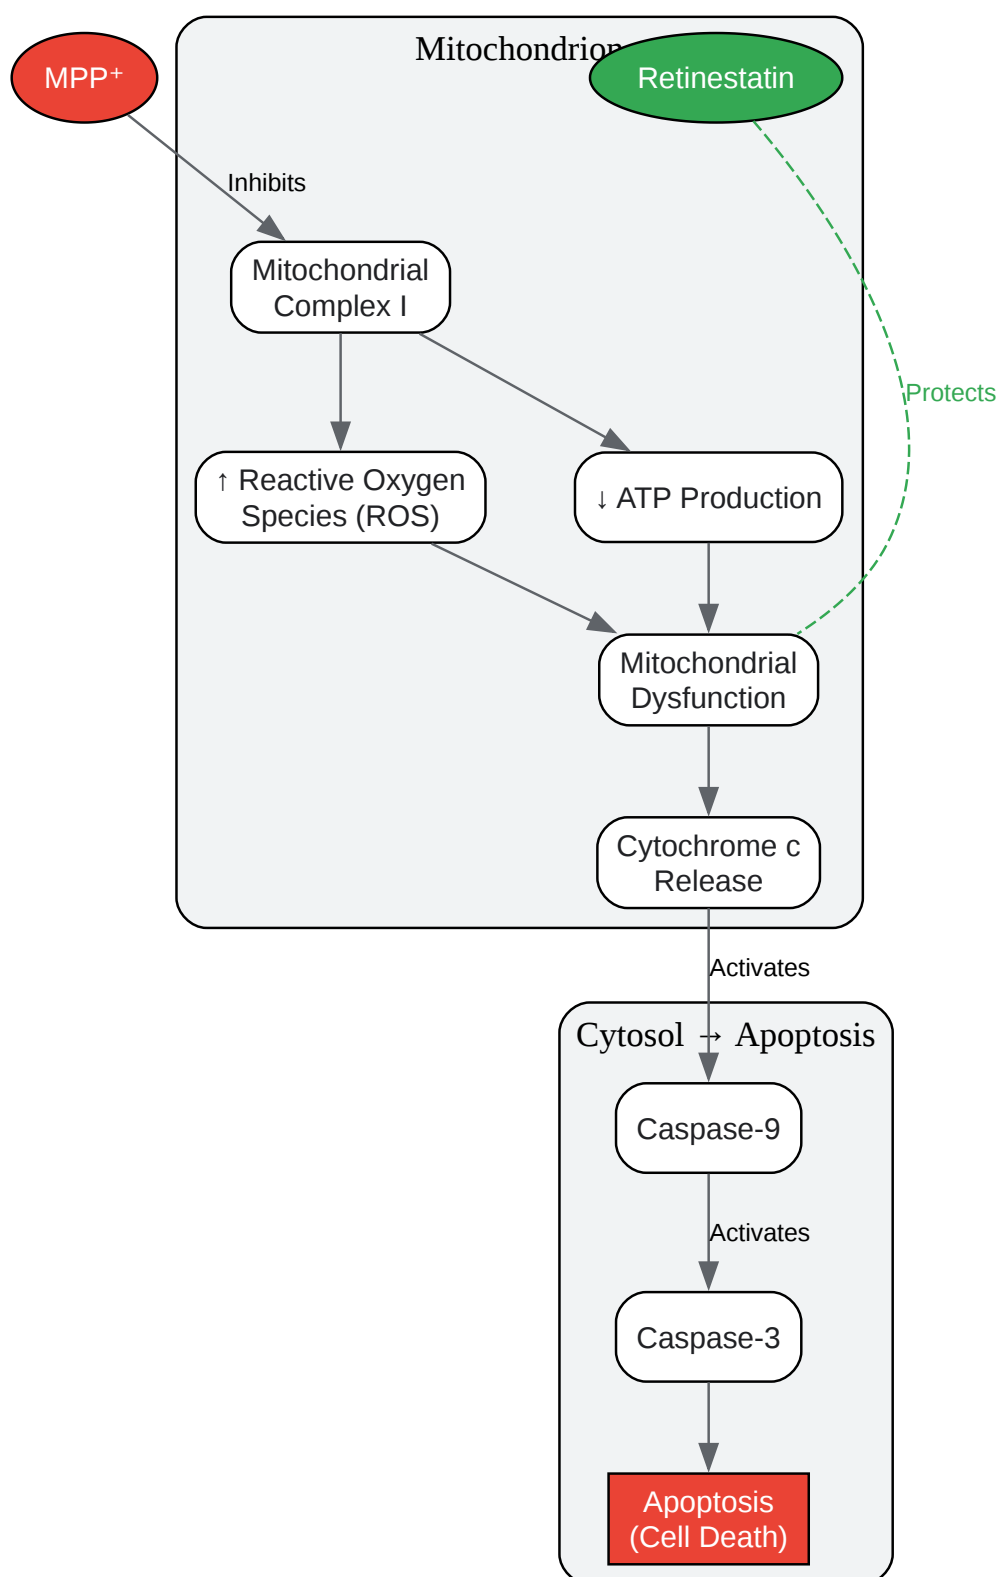 Mitochondrion
MPP⁺
Retinestatin
Inhibits
Mitochondrial
Complex I
Protects
↑ Reactive Oxygen
Species (ROS)
↓ ATP Production
Mitochondrial
Dysfunction
Cytochrome c
Release
Activates
Cytosol → Apoptosis
Caspase-9
Activates
Caspase-3
Apoptosis
(Cell Death)